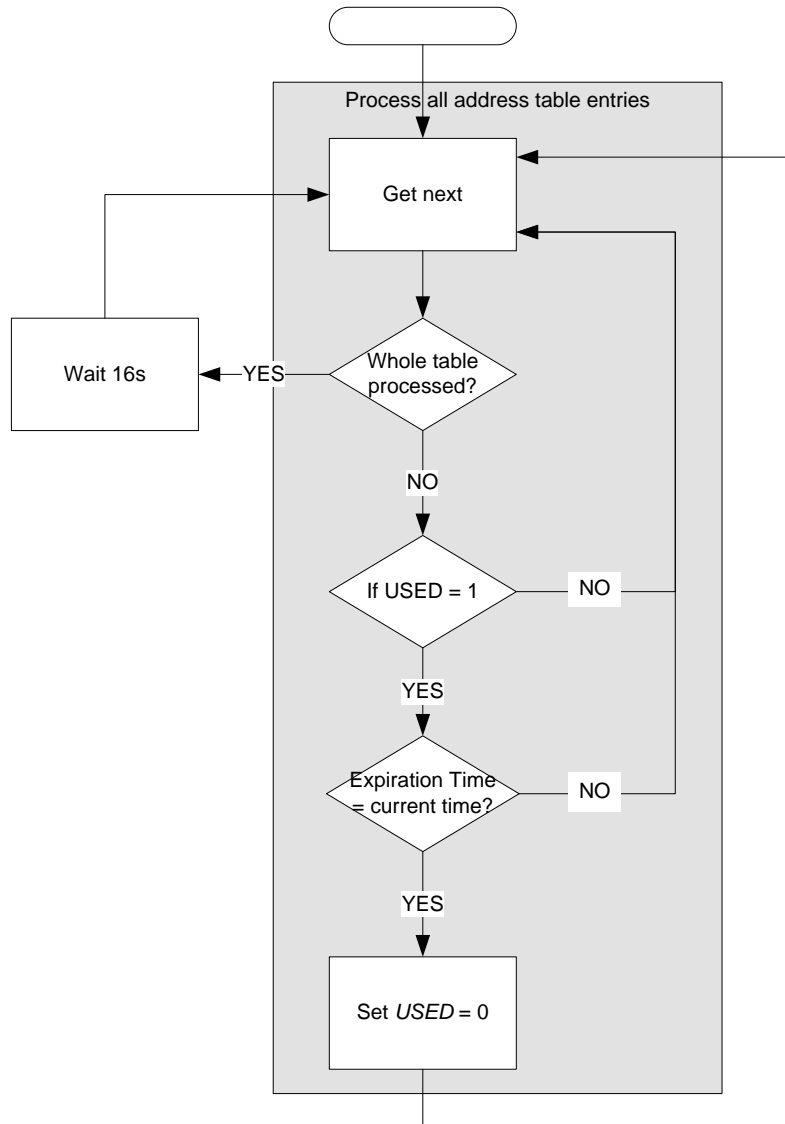 Process all address table entries
Get next
Whole table
processed?
Wait 16s
YES
NO
If USED = 1
NO
YES
Expiration Time
= current time?
NO
YES
Set USED = 0